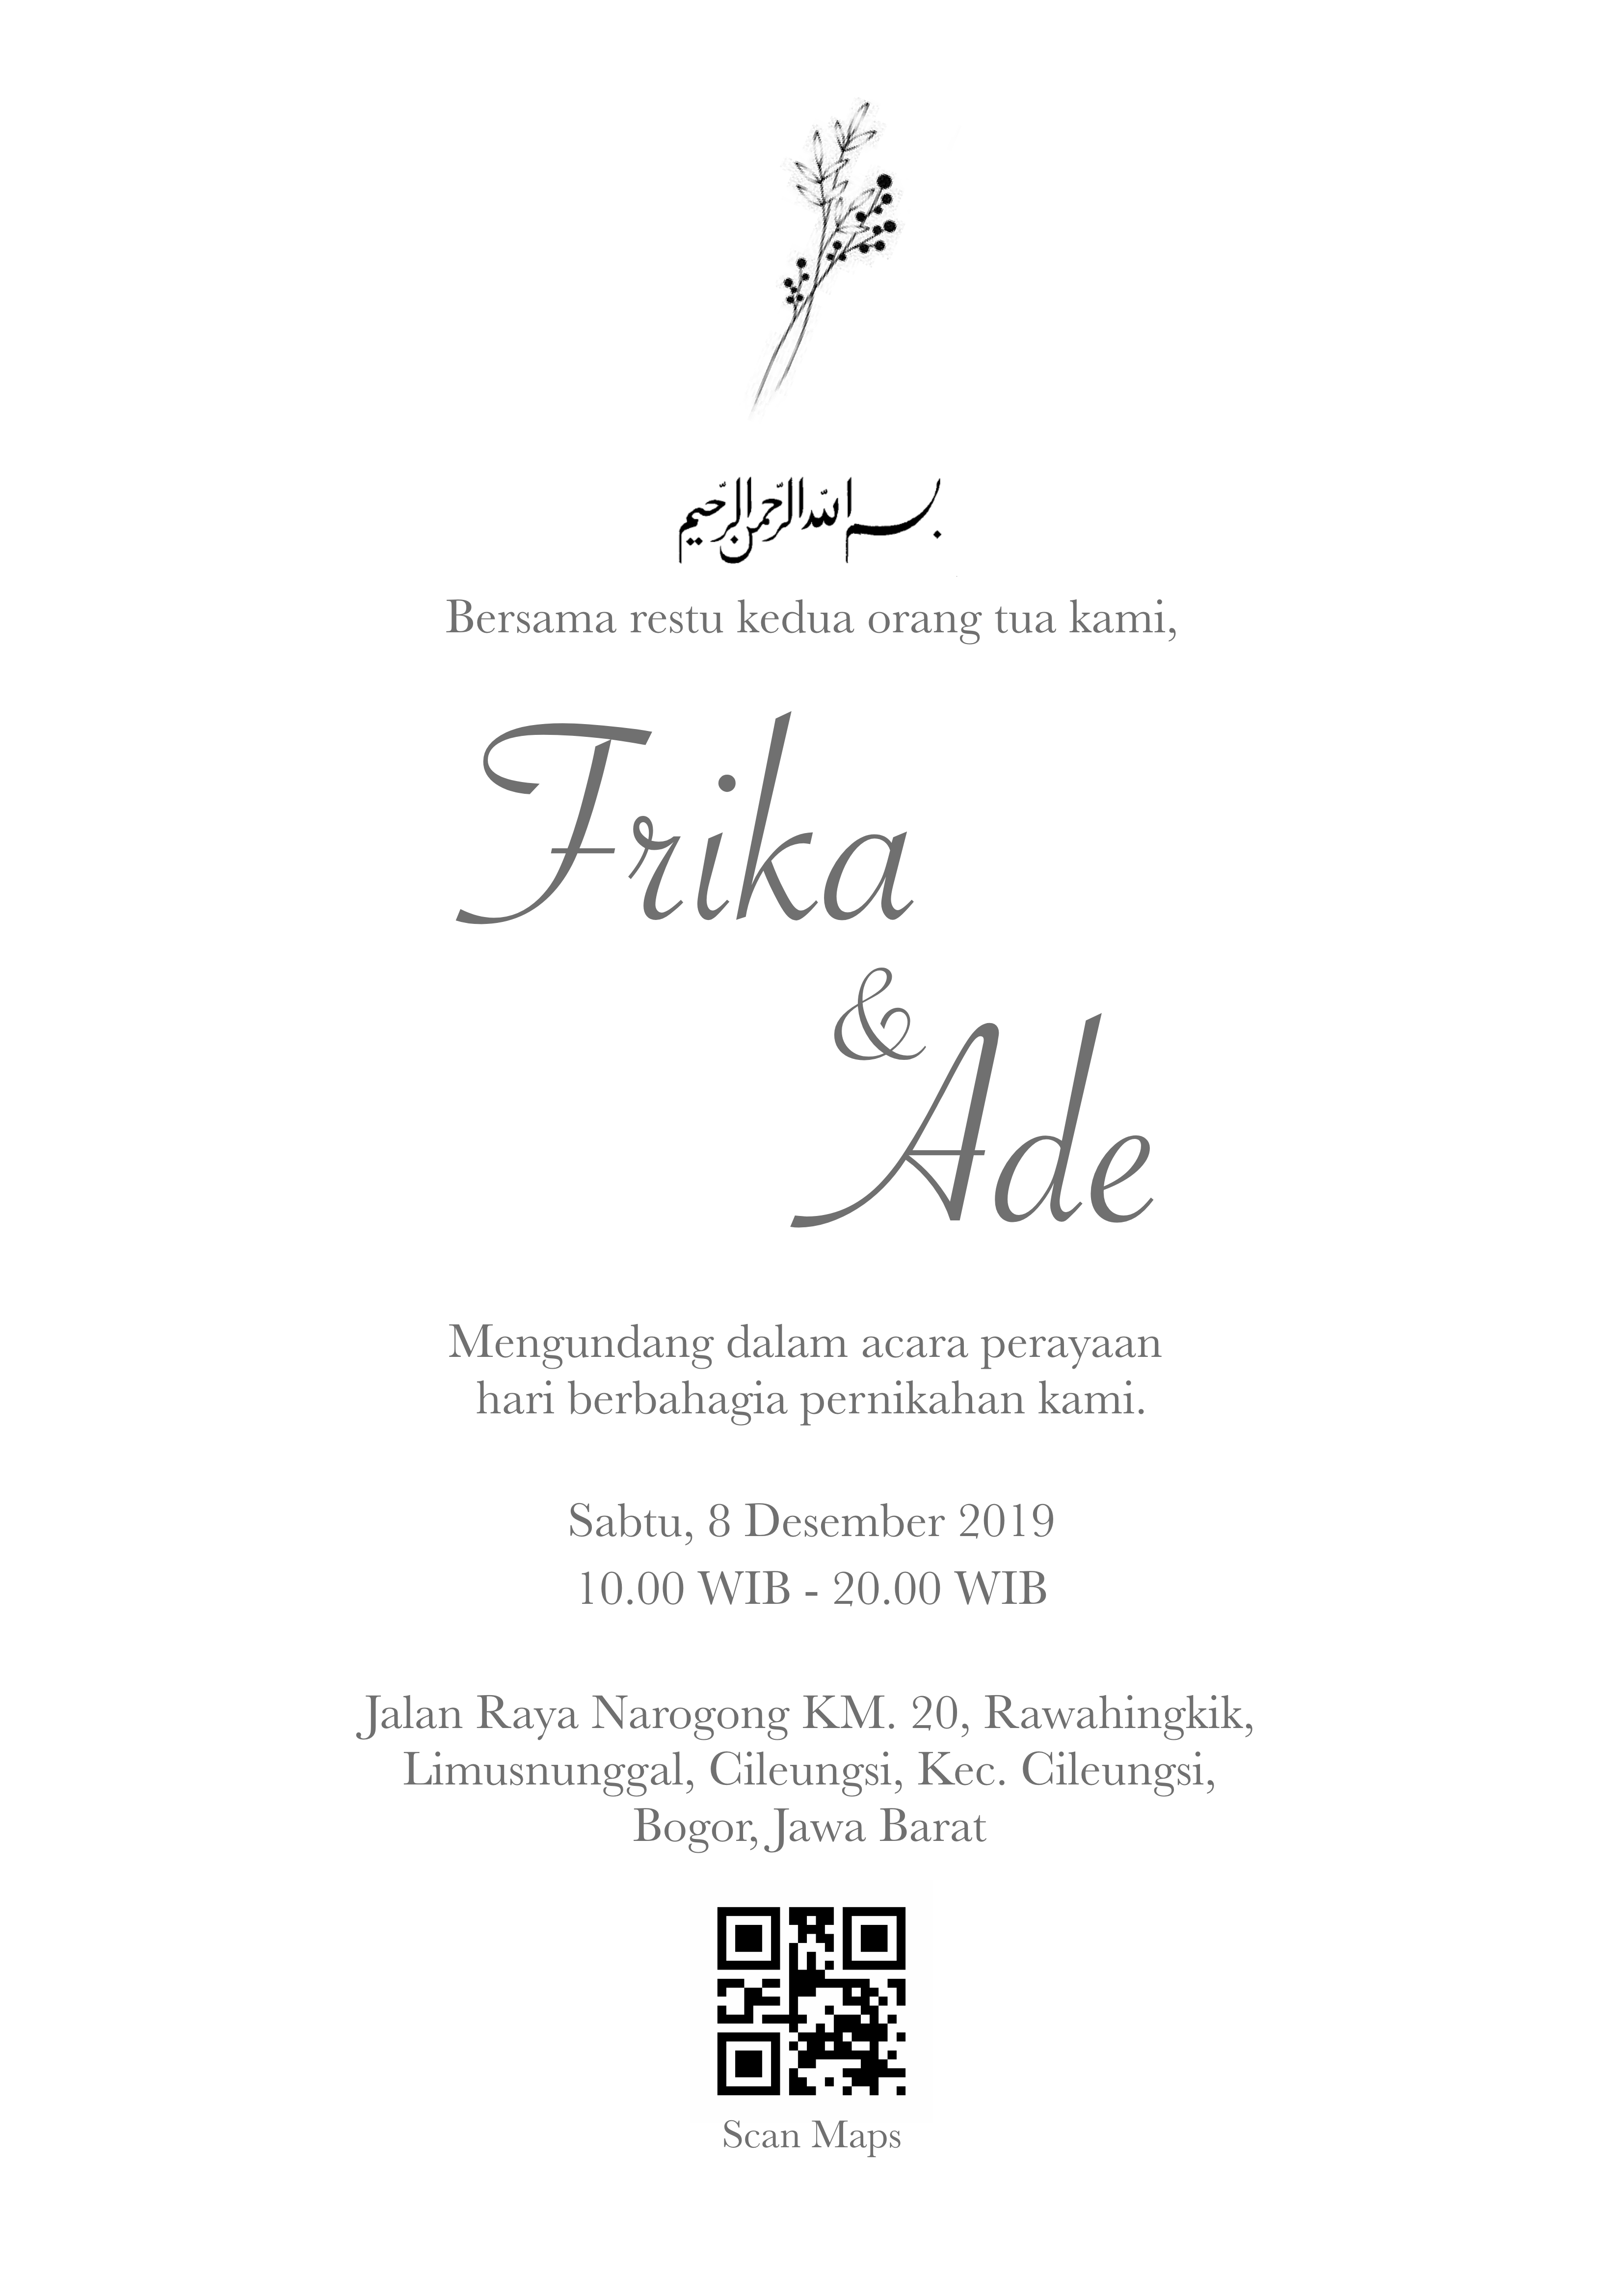 بسم الله الرحمن الرحيم
Bersama restu kedua orang tua kami,
Frika
&
Ade
Mengundang dalam acara perayaan
hari berbahagia pernikahan kami.
Sabtu, 8 Desember 2019
10.00 WIB - 20.00 WIB
Jalan Raya Narogong KM. 20, Rawahingkik,
Limusnunggal, Cileungsi, Kec. Cileungsi,
Bogor, Jawa Barat
Scan Maps